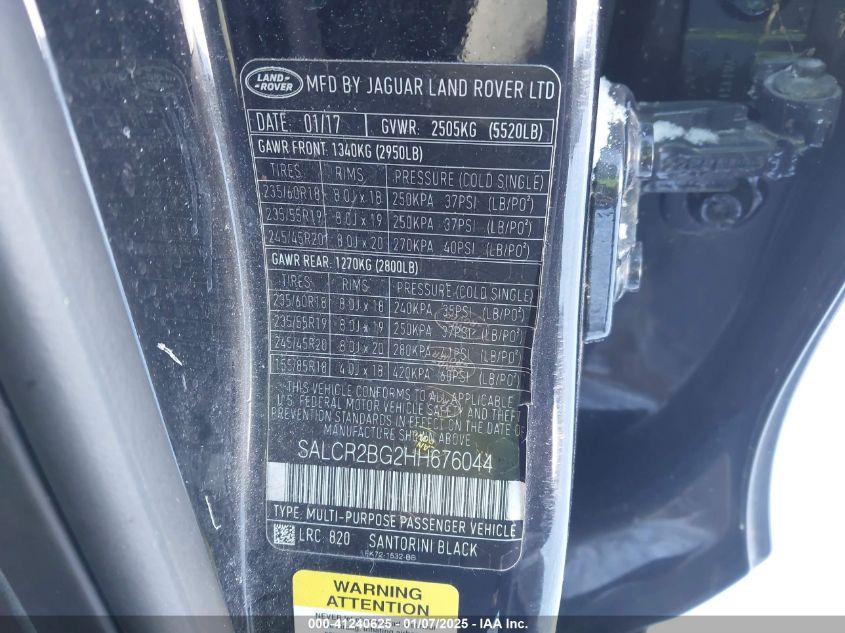 LAND-
-ROVER
MFD BY JAGUAR LAND ROVER LTD
DATE: 01/17 GVWR: 2505KG (5520LB)
GAWR FRONT: 1340KG (2950LB)
TIRES RIMS PRESSURE (COLD SINGLE)
235/60R18 8.0J x 18 250KPA 37PSI (LB/PO²)
235/55R19 8.0J x 19 250KPA 37PSI (LB/PO²)
245/45R20 8.0J x 20 270KPA 40PSI (LB/PO²)
GAWR REAR: 1270KG (2800LB)
TIRES RIMS PRESSURE (COLD SINGLE)
235/60R18 8.0J x 18 240KPA 35PSI (LB/PO²)
235/55R19 8.0J x 19 250KPA 37PSI (LB/PO²)
245/45R20 8.0J x 20 280KPA 41PSI (LB/PO²)
155/85R18 4.0J x 18 420KPA 60PSI (LB/PO²)
THIS VEHICLE CONFORMS TO ALL APPLICABLE
U.S. FEDERAL MOTOR VEHICLE SAFETY AND THEFT
PREVENTION STANDARDS IN EFFECT ON THE DATE
OF MANUFACTURE SHOWN ABOVE.
SALCR2BG2HH676044
TYPE: MULTI-PURPOSE PASSENGER VEHICLE
LRC 820 SANTORINI BLACK
WARNING
ATTENTION
#41240625 - 01/07/2025 - IAA Inc.